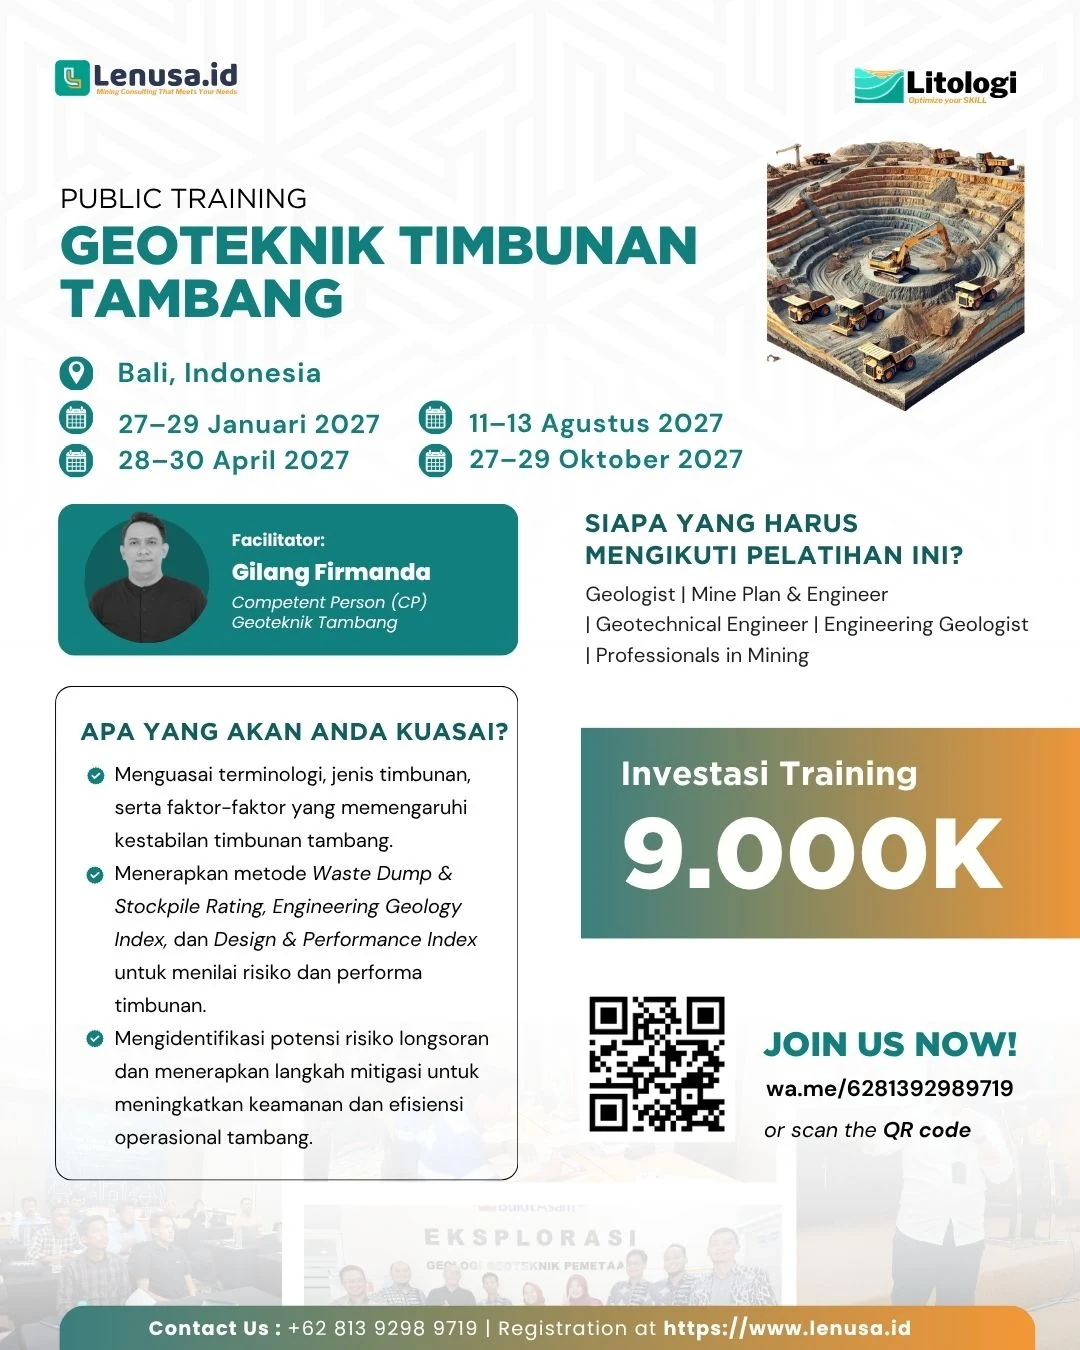 Lenusa.id
Mining Consulting That Meets Your Needs
Litologi
Optimize your SKILL
PUBLIC TRAINING
GEOTEKNIK TIMBUNAN
TAMBANG
Bali, Indonesia
27–29 Januari 2027
28–30 April 2027
11–13 Agustus 2027
27–29 Oktober 2027
Facilitator:
Gilang Firmanda
Competent Person (CP)
Geoteknik Tambang
SIAPA YANG HARUS
MENGIKUTI PELATIHAN INI?
Geologist | Mine Plan & Engineer
| Geotechnical Engineer | Engineering Geologist
| Professionals in Mining
APA YANG AKAN ANDA KUASAI?
Menguasai terminologi, jenis timbunan,
serta faktor-faktor yang memengaruhi
kestabilan timbunan tambang.
Menerapkan metode Waste Dump &
Stockpile Rating, Engineering Geology
Index, dan Design & Performance Index
untuk menilai risiko dan performa
timbunan.
Mengidentifikasi potensi risiko longsoran
dan menerapkan langkah mitigasi untuk
meningkatkan keamanan dan efisiensi
operasional tambang.
Investasi Training
9.000K
JOIN US NOW!
wa.me/6281392989719
or scan the QR code
BukitAsam
EKSPLORASI
GEOLOGI GEOTEKNIK PEMETAA
Contact Us : +62 813 9298 9719 | Registration at https://www.lenusa.id